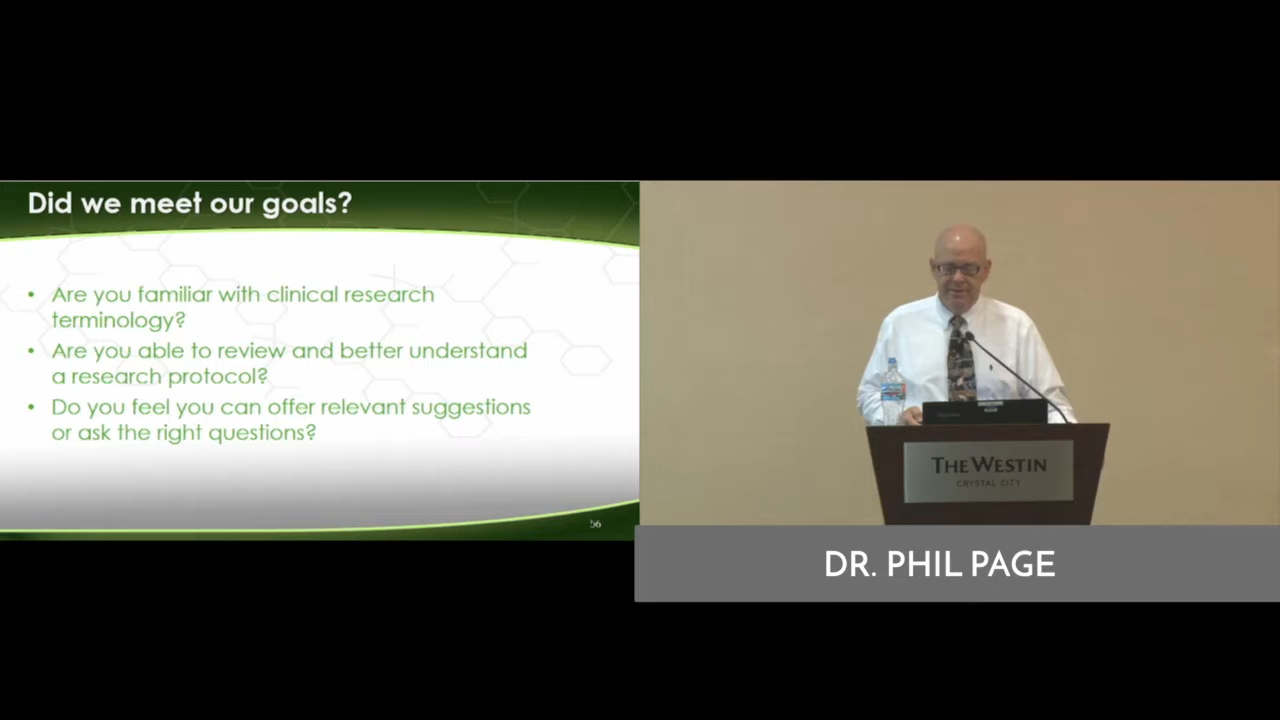 Did we meet our goals?
• Are you familiar with clinical research
terminology?
• Are you able to review and better understand
a research protocol?
• Do you feel you can offer relevant suggestions
or ask the right questions?
56
THE WESTIN
CRYSTAL CITY
DR. PHIL PAGE